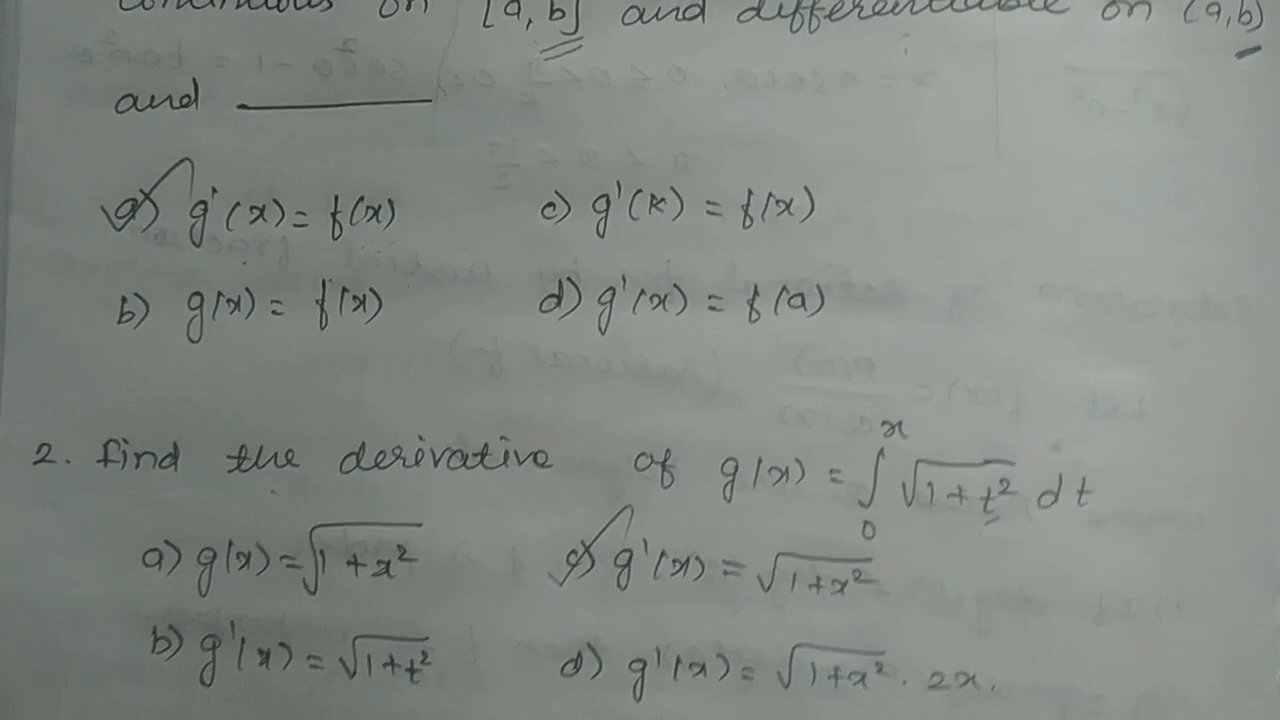 continuous on [a, b] and differentiable on (a,b)
and ________
a) g'(x) = f(x)    c) g'(x) = f(x)
b) g(x) = f(x)    d) g'(x) = f(a)
2. find the derivative of g(x) = ∫₀ˣ √(1+t²) dt
a) g(x) = √(1+x²)    c) g'(x) = √(1+x²)
b) g'(x) = √(1+t²)    d) g'(x) = √(1+x²) . 2x.